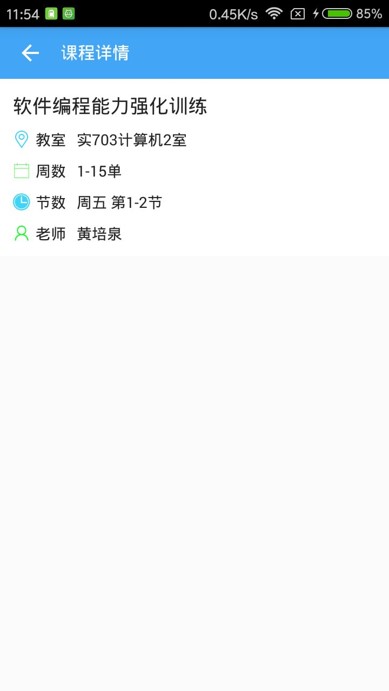 11:54 0.45K/s 85%
课程详情
软件编程能力强化训练
教室 实703计算机2室
周数 1-15单
节数 周五 第1-2节
老师 黄培泉